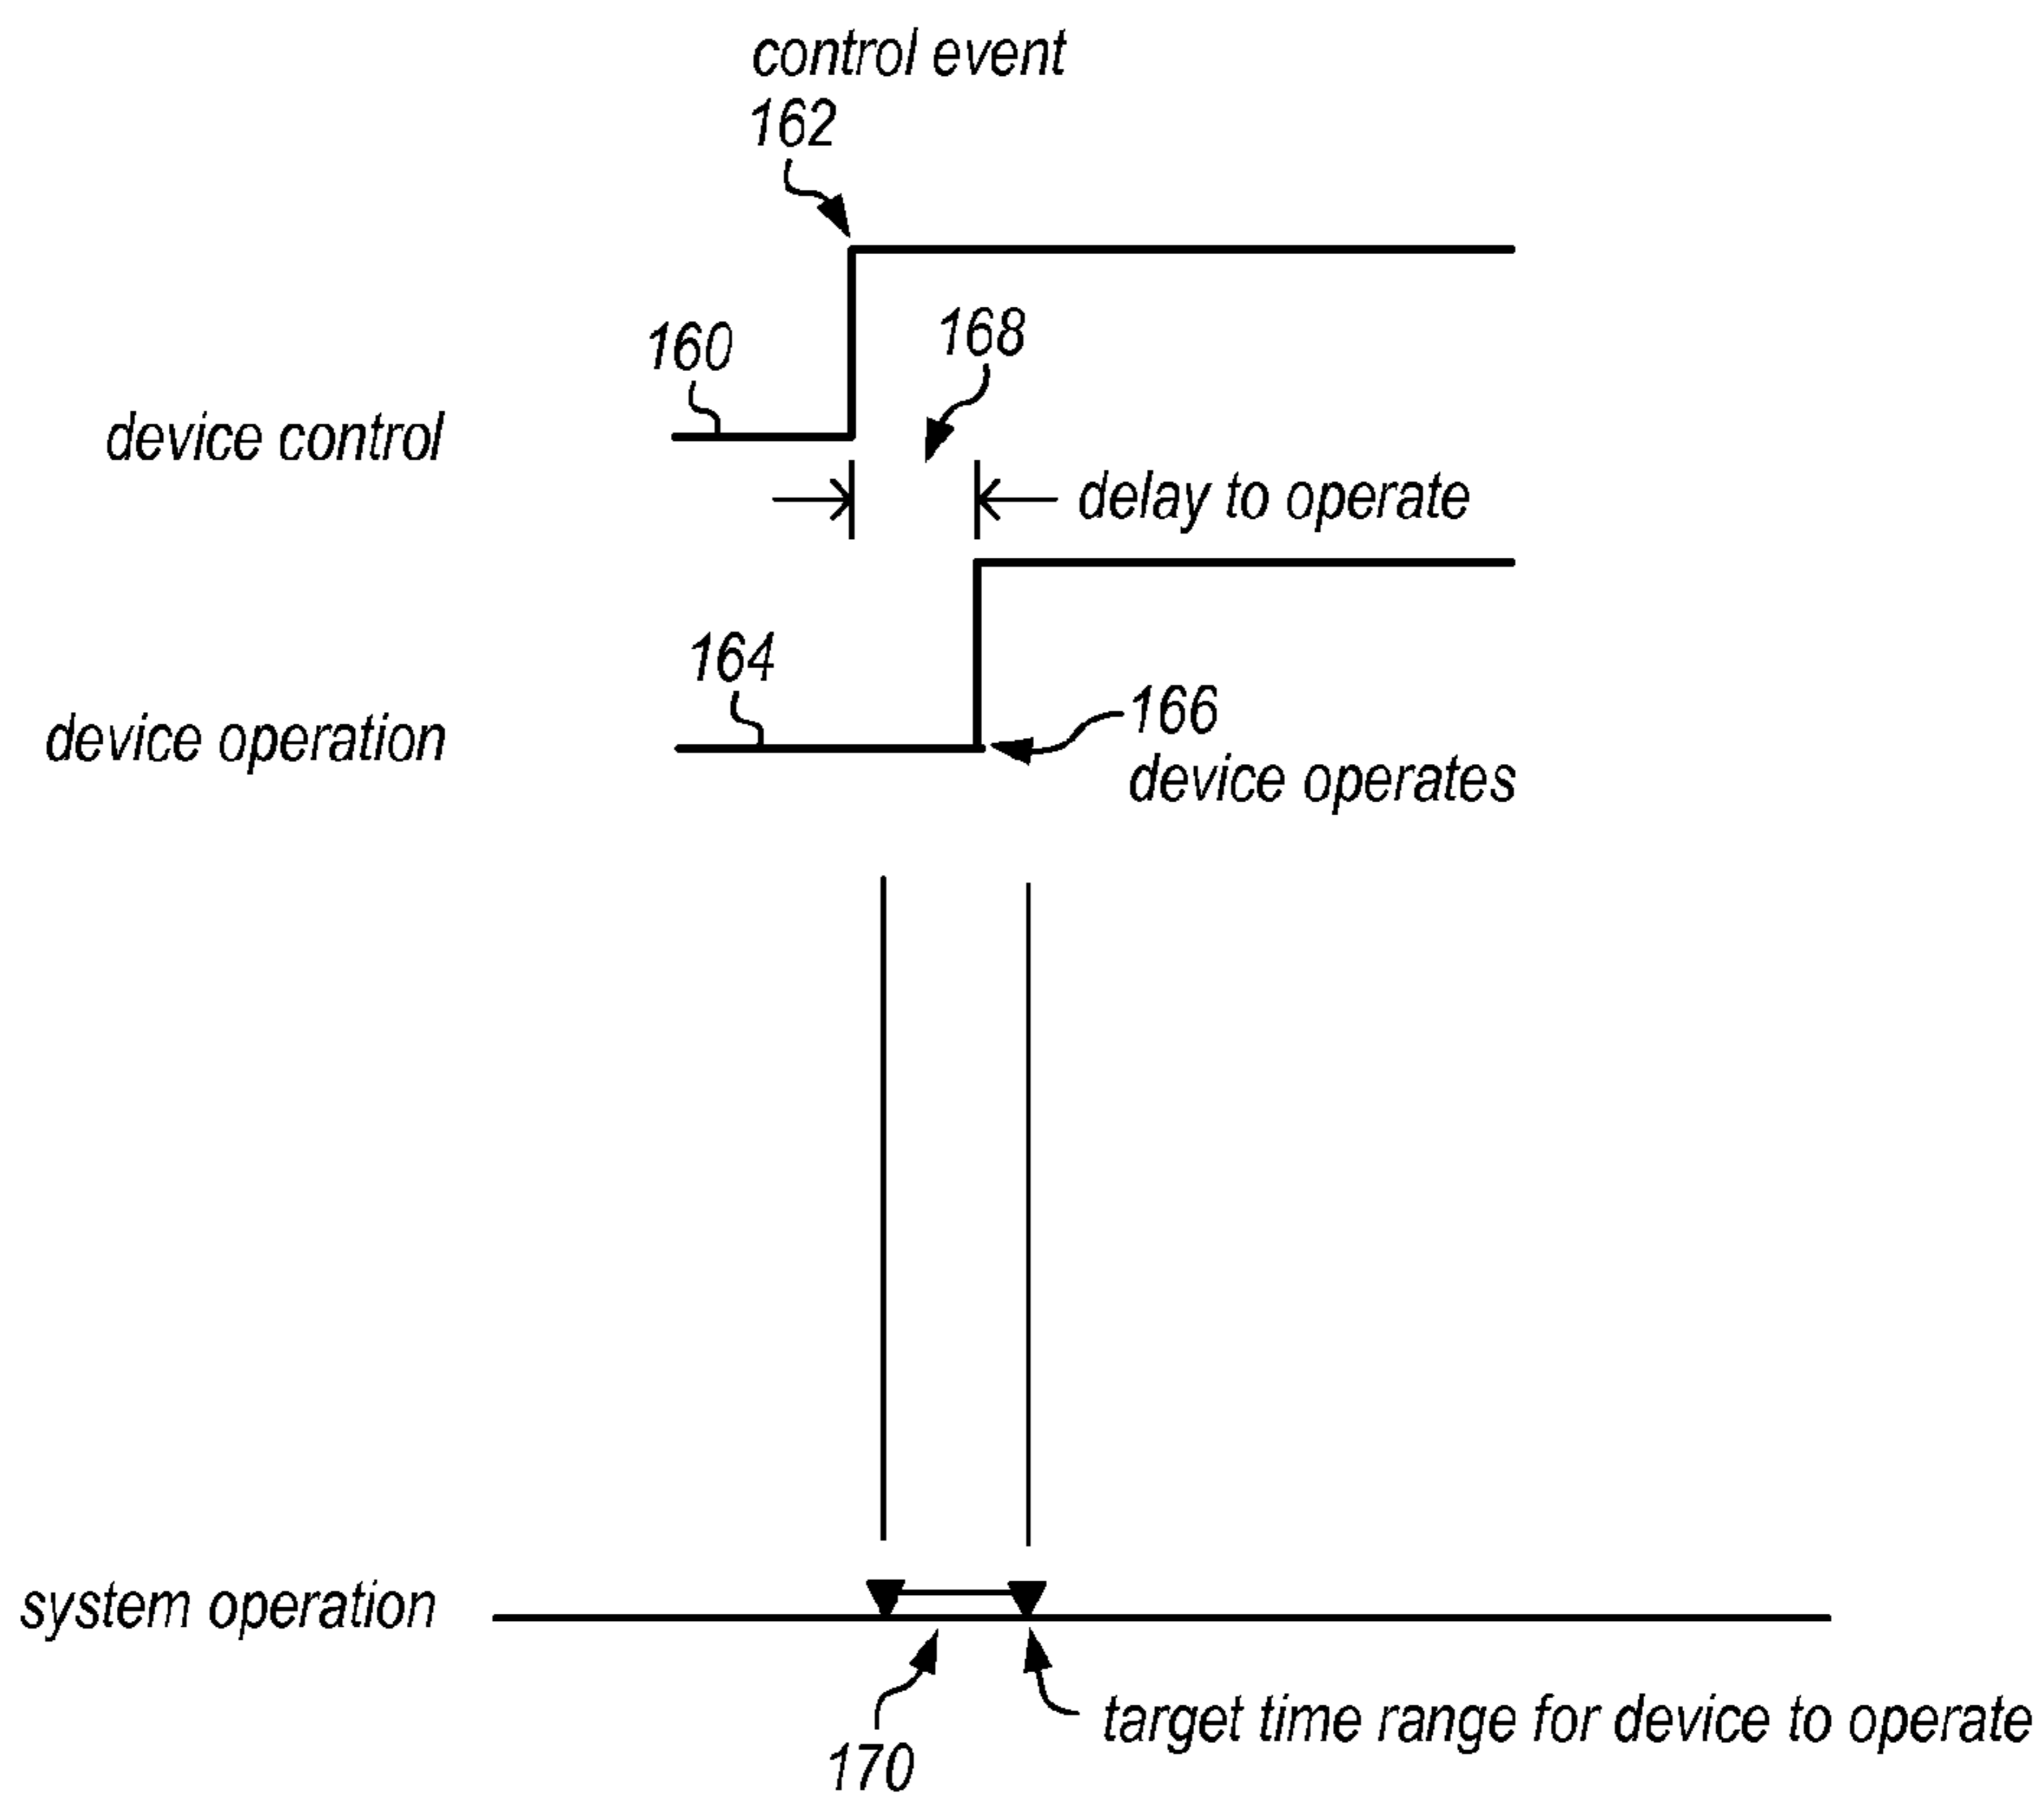 control event
162
160
168
device control
delay to operate
164
166
device operation
device operates
system operation
target time range for device to operate
170